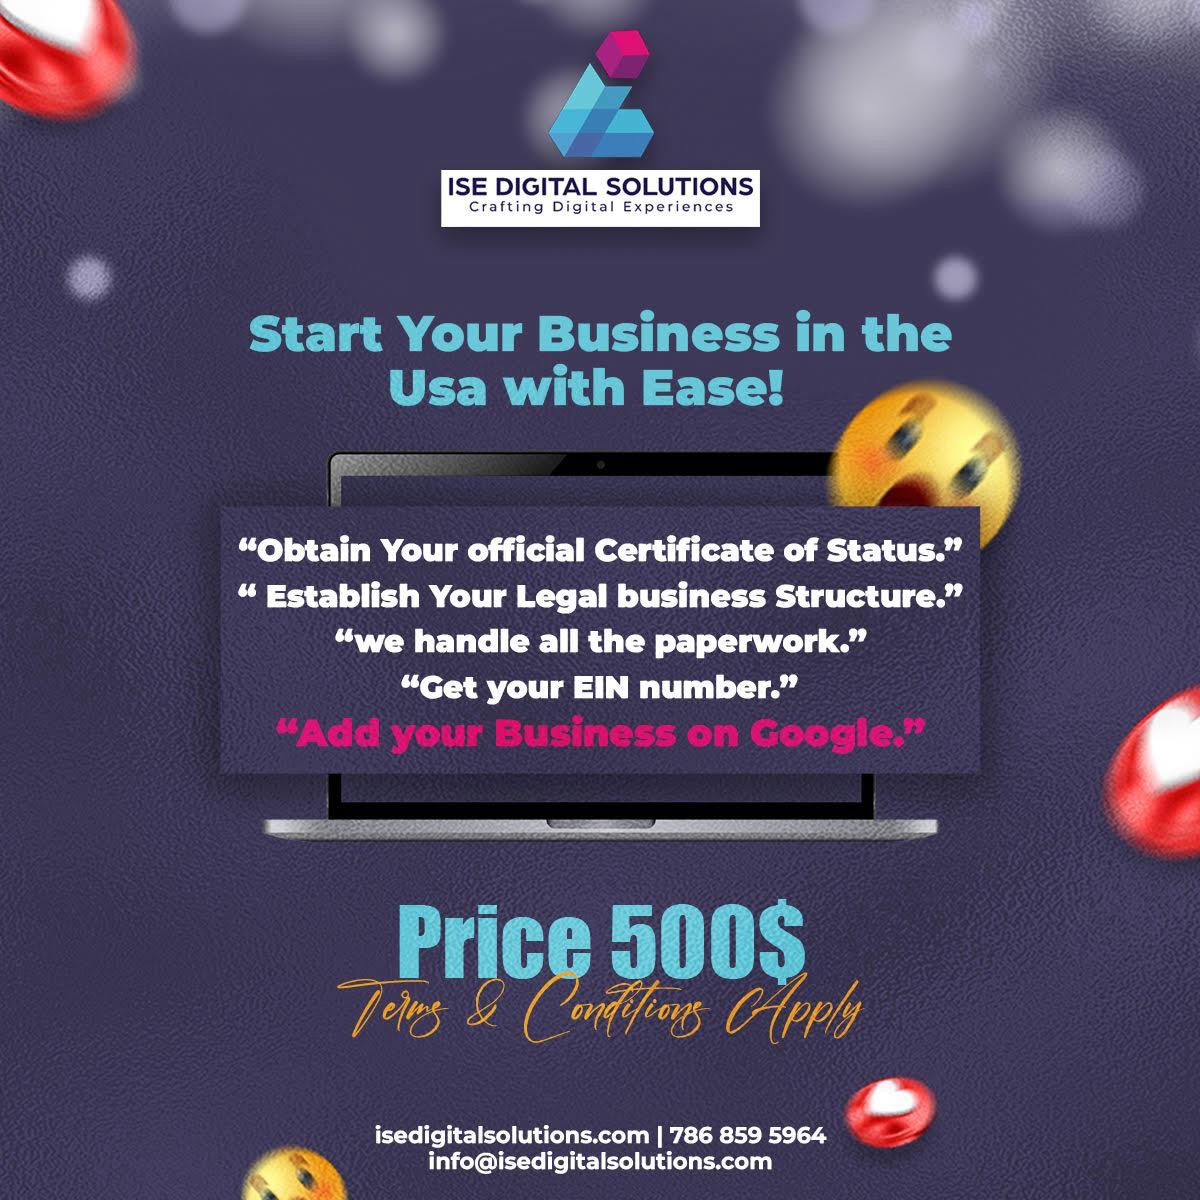 ISE DIGITAL SOLUTIONS
Crafting Digital Experiences
Start Your Business in the
Usa with Ease!
“Obtain Your official Certificate of Status.”
“ Establish Your Legal business Structure.”
“we handle all the paperwork.”
“Get your EIN number.”
“Add your Business on Google.”
Price 500$
Terms & Conditions Apply
isedigitalsolutions.com | 786 859 5964
info@isedigitalsolutions.com